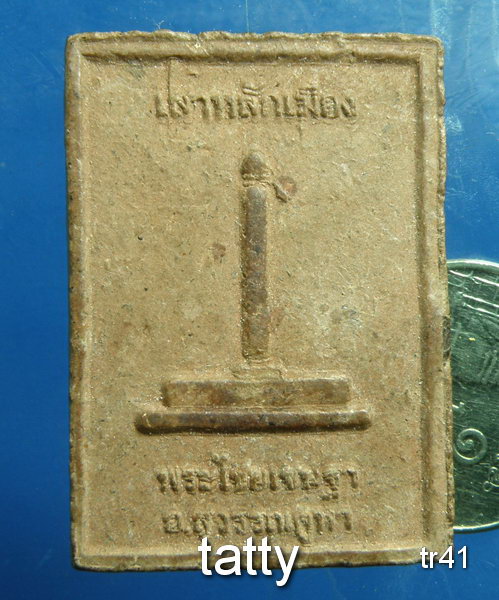 เสาหลักเมือง
พระไชยเชษฐา
อ.สุวรรณคูหา
tatty
tr41